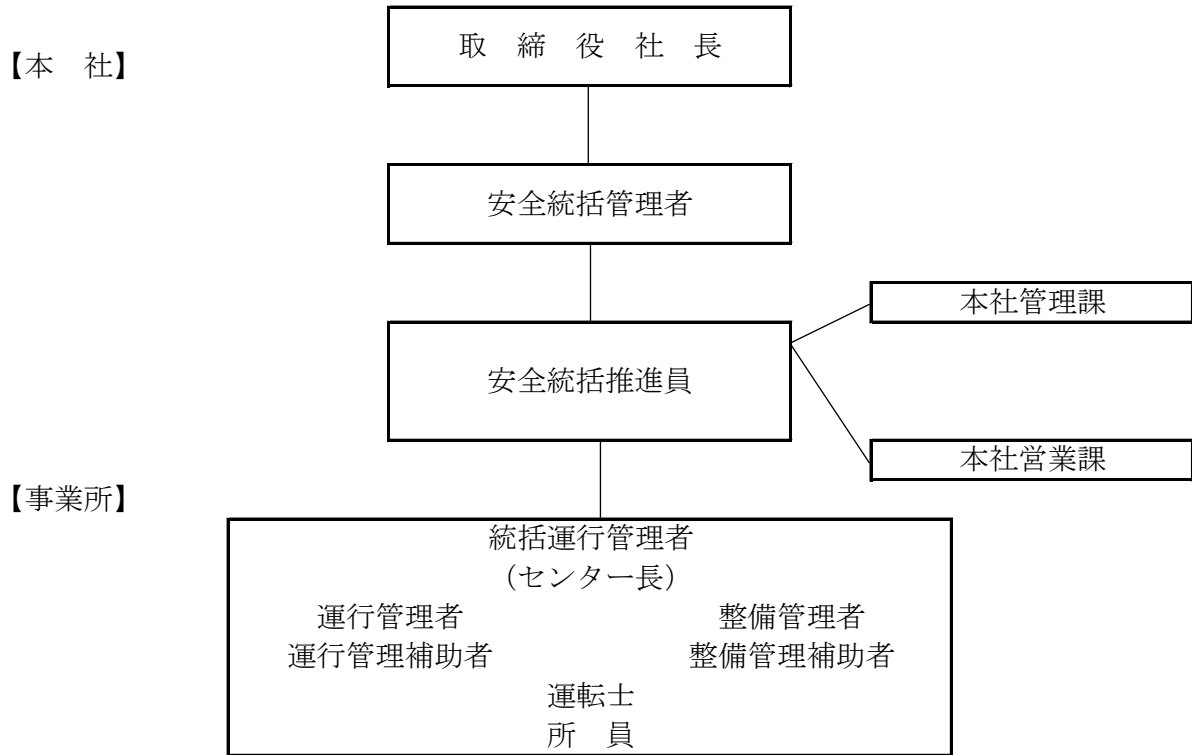 取　締　役　社　長
【本　社】
安全統括管理者
本社管理課
安全統括推進員
本社営業課
【事業所】
統括運行管理者
（センター長）
運行管理者　整備管理者
運行管理補助者　整備管理補助者
運転士
所　員